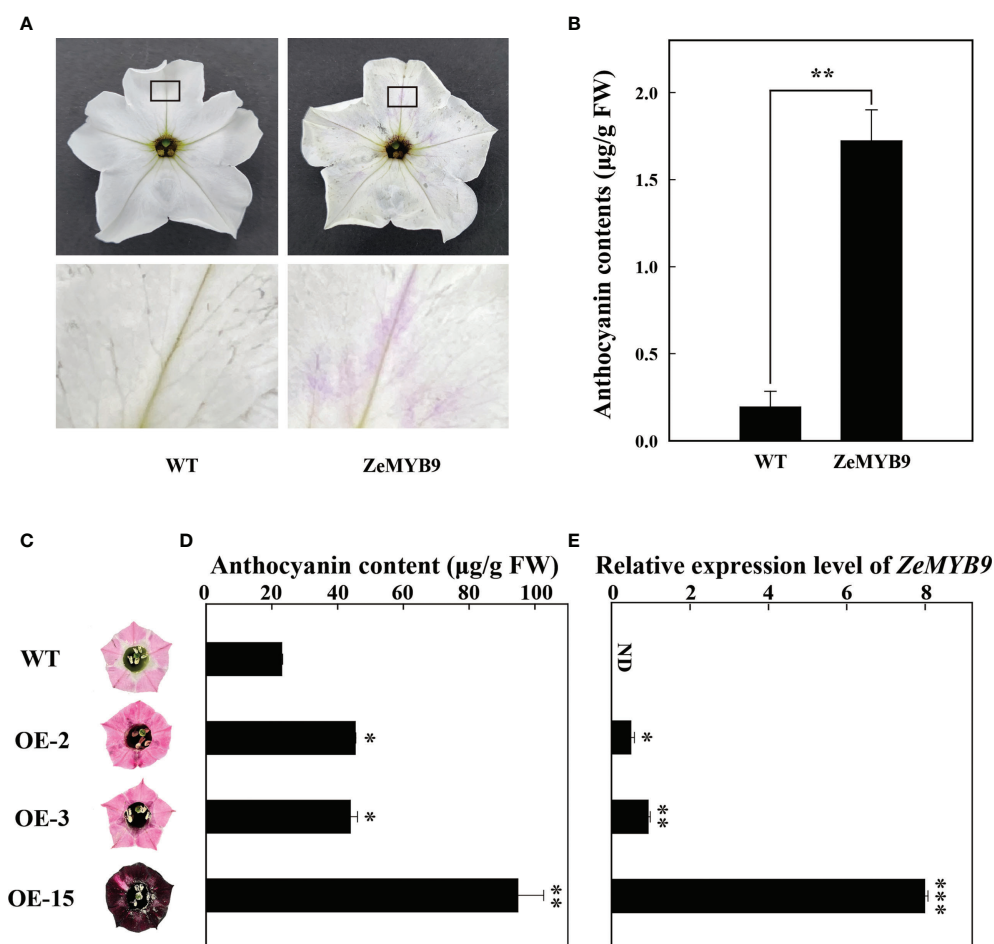 A
WT
ZeMYB9
B
Anthocyanin contents (µg/g FW)
2.0
1.5
1.0
0.5
0.0
**
WT
ZeMYB9
C
WT
OE-2
OE-3
OE-15
D
Anthocyanin content (µg/g FW)
0 20 40 60 80 100
*
*
**
E
Relative expression level of ZeMYB9
0 2 4 6 8
ND
*
**
***